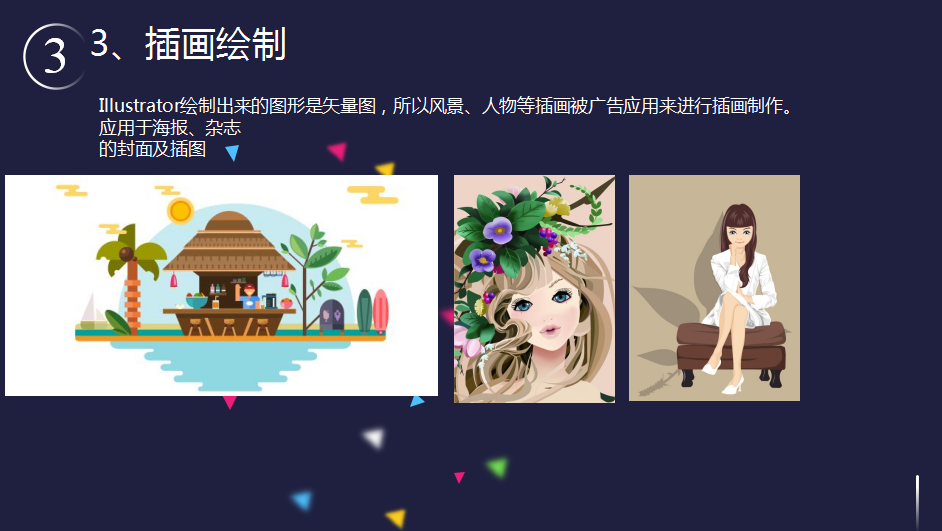 3
3、插画绘制
Illustrator绘制出来的图形是矢量图，所以风景、人物等插画被广告应用来进行插画制作。
应用于海报、杂志
的封面及插图